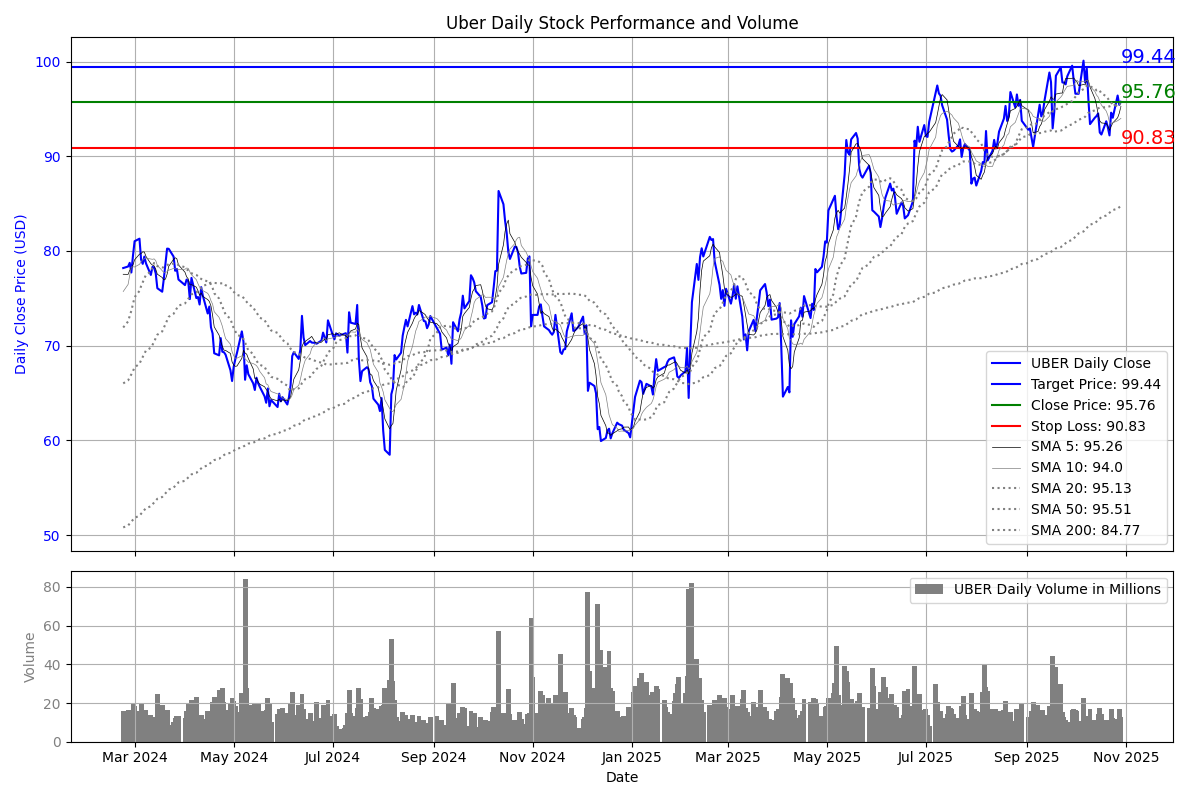 Uber Daily Stock Performance and Volume
100
90
80
70
60
50
Daily Close Price (USD)
99.44
95.76
90.83
UBER Daily Close
Target Price: 99.44
Close Price: 95.76
Stop Loss: 90.83
SMA 5: 95.26
SMA 10: 94.0
SMA 20: 95.13
SMA 50: 95.51
SMA 200: 84.77
80
60
40
20
0
Volume
UBER Daily Volume in Millions
Mar 2024 May 2024 Jul 2024 Sep 2024 Nov 2024 Jan 2025 Mar 2025 May 2025 Jul 2025 Sep 2025 Nov 2025
Date